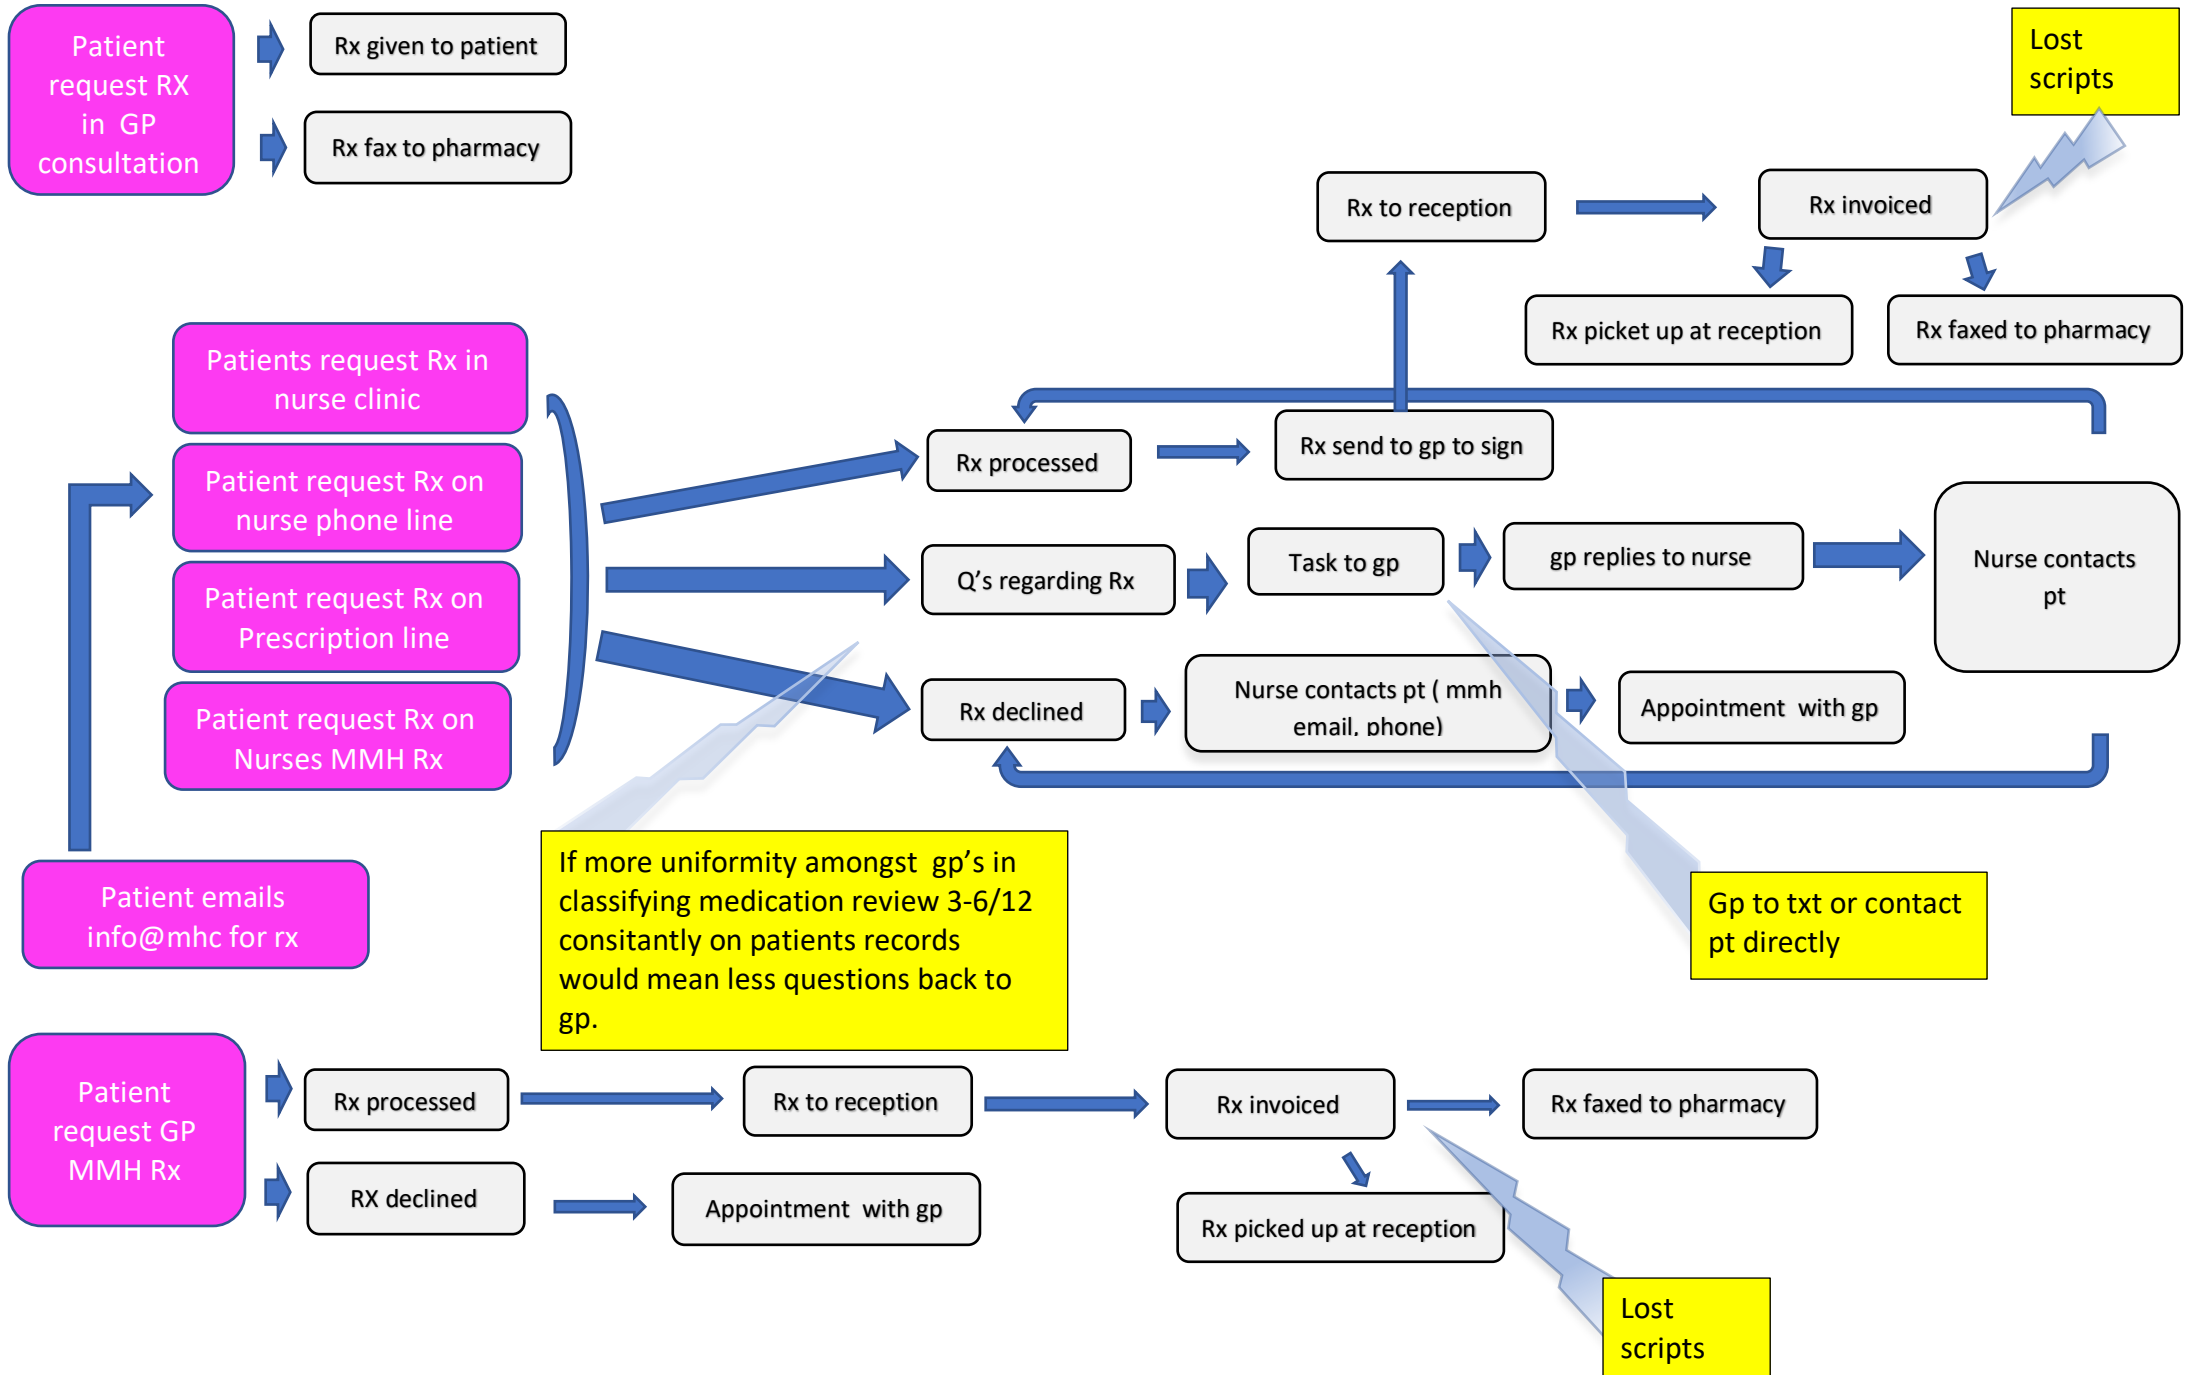 Patient
request RX
in GP
consultation
Rx given to patient
Rx fax to pharmacy
Lost
scripts
Rx to reception
Rx invoiced
Rx picket up at reception
Rx faxed to pharmacy
Patients request Rx in
nurse clinic
Patient request Rx on
nurse phone line
Patient request Rx on
Prescription line
Patient request Rx on
Nurses MMH Rx
Rx processed
Rx send to gp to sign
Q's regarding Rx
Task to gp
gp replies to nurse
Nurse contacts
pt
Rx declined
Nurse contacts pt ( mmh
email, phone)
Appointment with gp
Patient emails
info@mhc for rx
If more uniformity amongst gp's in
classifying medication review 3-6/12
consitantly on patients records
would mean less questions back to
gp.
Gp to txt or contact
pt directly
Patient
request GP
MMH Rx
Rx processed
Rx to reception
Rx invoiced
Rx faxed to pharmacy
RX declined
Appointment with gp
Rx picked up at reception
Lost
scripts